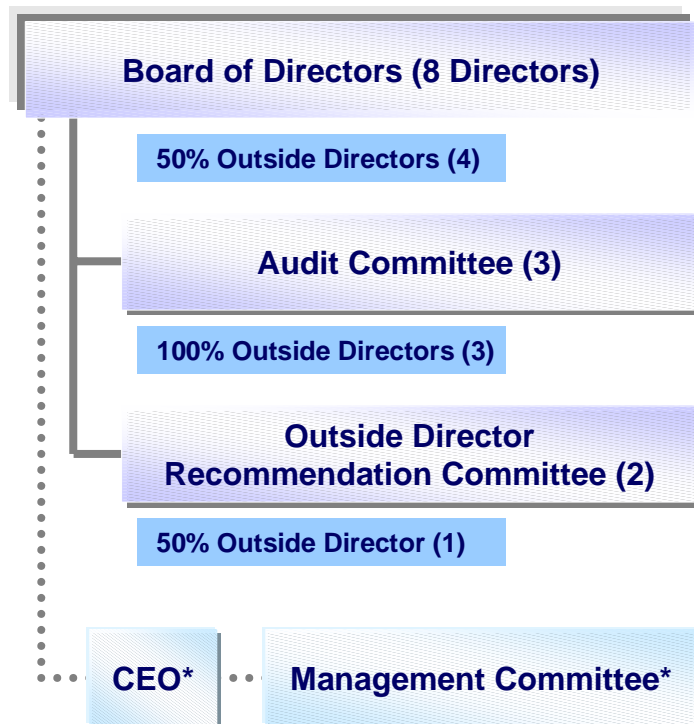 Board of Directors (8 Directors)
50% Outside Directors (4)
Audit Committee (3)
100% Outside Directors (3)
Outside Director
Recommendation Committee (2)
50% Outside Director (1)
CEO*
Management Committee*